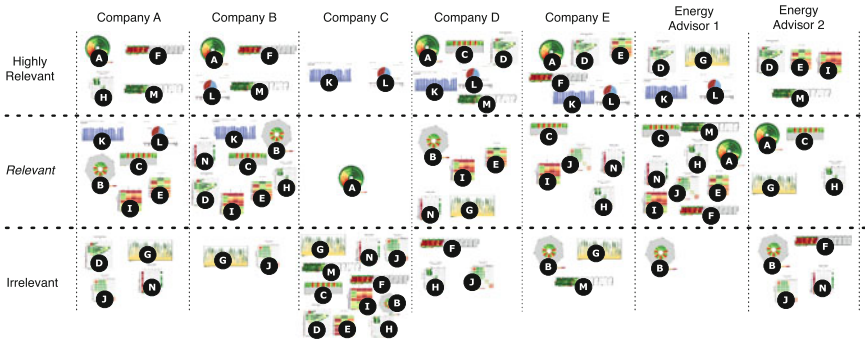 Company A Company B Company C Company D Company E Energy Advisor 1 Energy Advisor 2
Highly Relevant
A F A F A C D A D E D G D E I
H M L M K L K L M F K L K L M
Relevant
K L K B B C C M A C
B C N C A I E I J N N H A
I E D I E H N G H I J E F G H
Irrelevant
D G G J G N J F B G B B F
J N M C F I B H J M J N
D E H